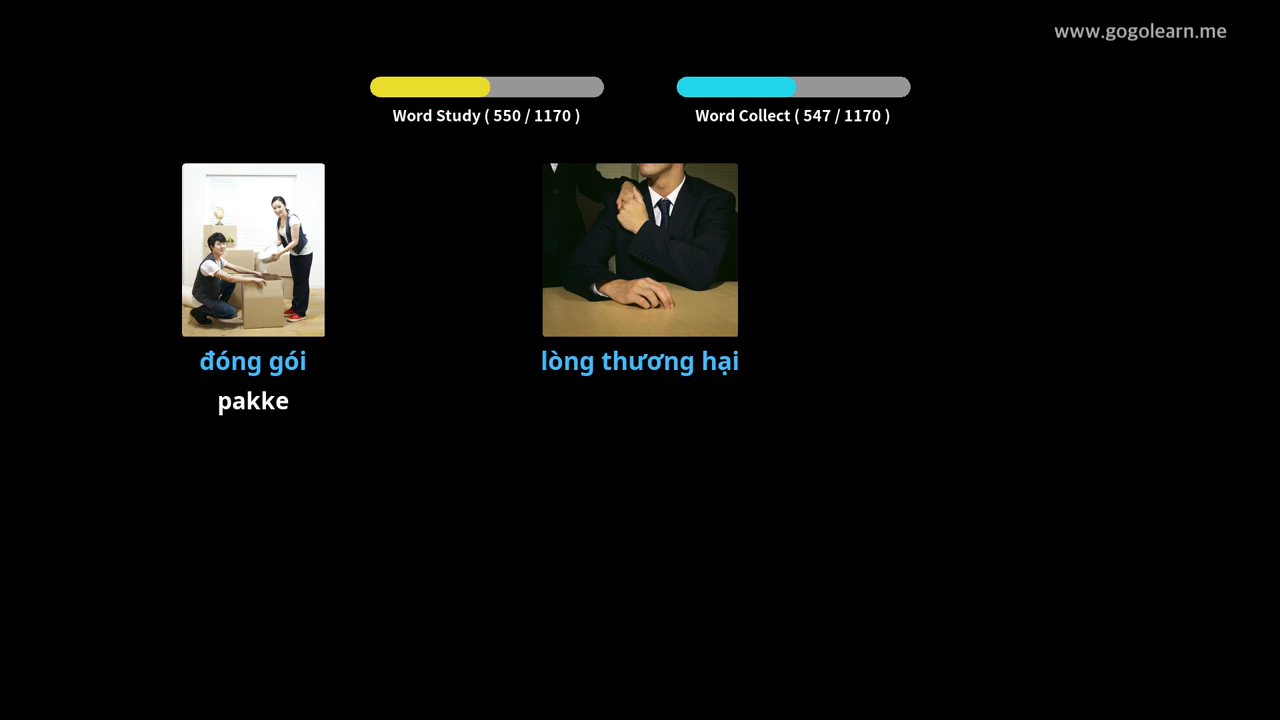 www.gogolearn.me
Word Study ( 550 / 1170 )
Word Collect ( 547 / 1170 )
đóng gói
pakke
lòng thương hại